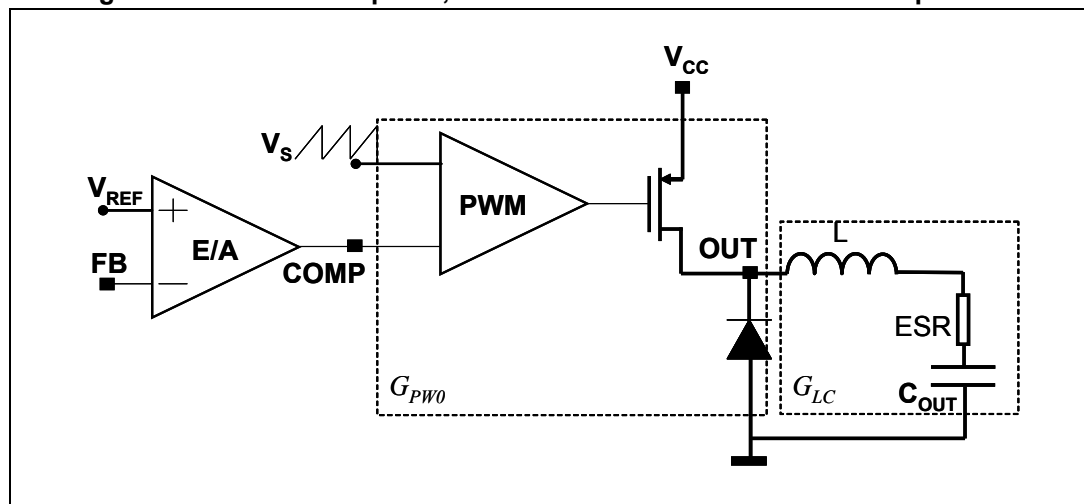 V_CC
V_S
PWM
V_REF
+
E/A
FB
−
COMP
OUT
L
ESR
C_OUT
G_PW0
G_LC